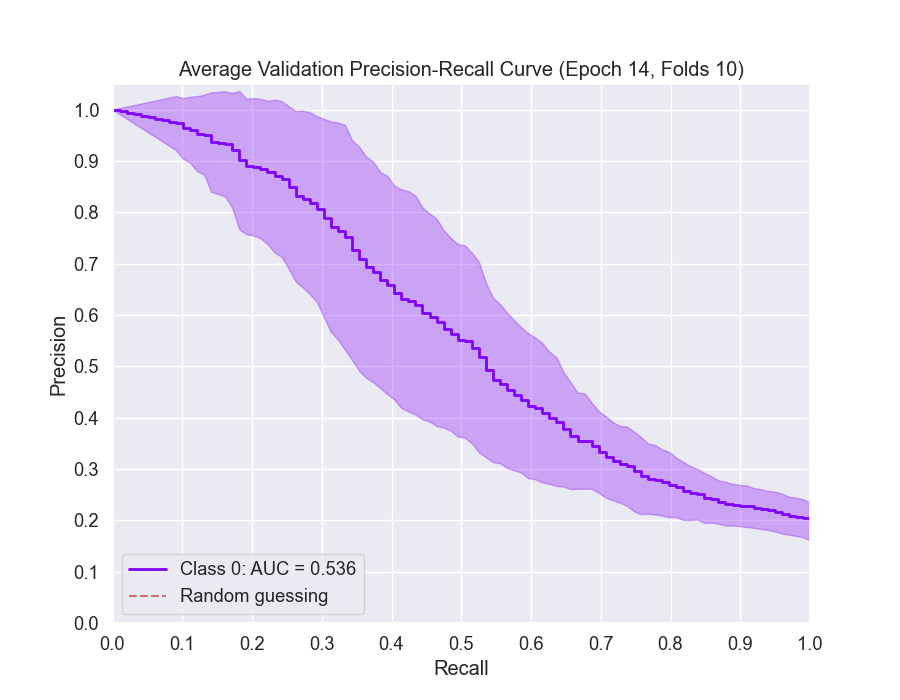 Average Validation Precision-Recall Curve (Epoch 14, Folds 10)
1.0
0.9
0.8
0.7
0.6
0.5
0.4
0.3
0.2
0.1
0.0
Precision
Class 0: AUC = 0.536
Random guessing
0.0 0.1 0.2 0.3 0.4 0.5 0.6 0.7 0.8 0.9 1.0
Recall